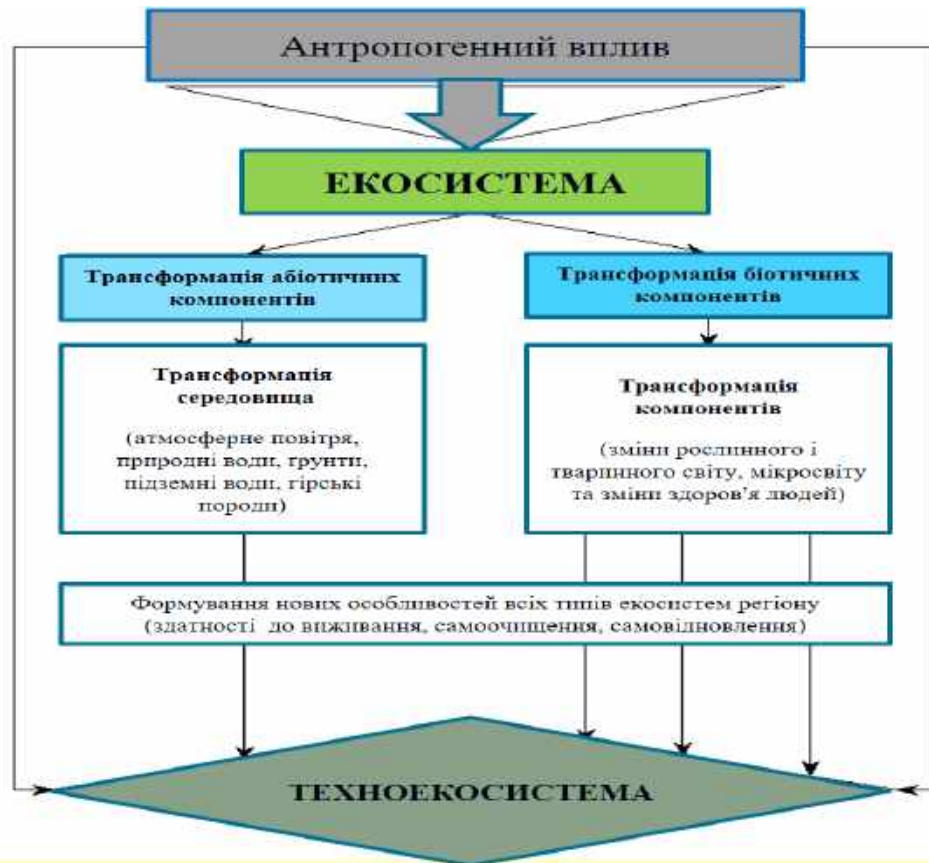 Антропогенний вплив
ЕКОСИСТЕМА
Трансформація абіотичних
компонентів
Трансформація біотичних
компонентів
Трансформація
середовища
(атмосферне повітря,
природні води, ґрунти,
підземні води, гірські
породи)
Трансформація
компонентів
(зміни рослинного і
тваринного світу, мікросвіту
та зміни здоров'я людей)
Формування нових особливостей всіх типів екосистем регіону
(здатності до виживання, самоочищення, самовідновлення)
ТЕХНОЕКОСИСТЕМА